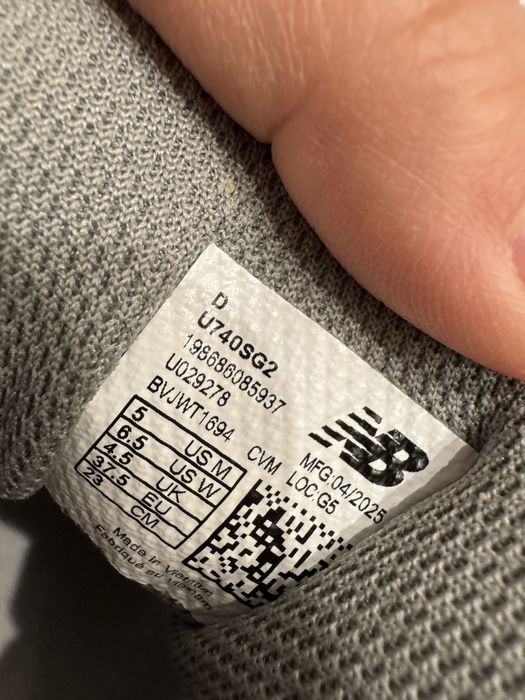 D
U740SG2
198686085937
U029278
BVJWT1694 CVM
NB
MFG:04/2025
LOC:G5
5 US M
6.5 US W
4.5 UK
37.5 EU
23 CM
Made in Vietnam
Fabriqué au Vietnam